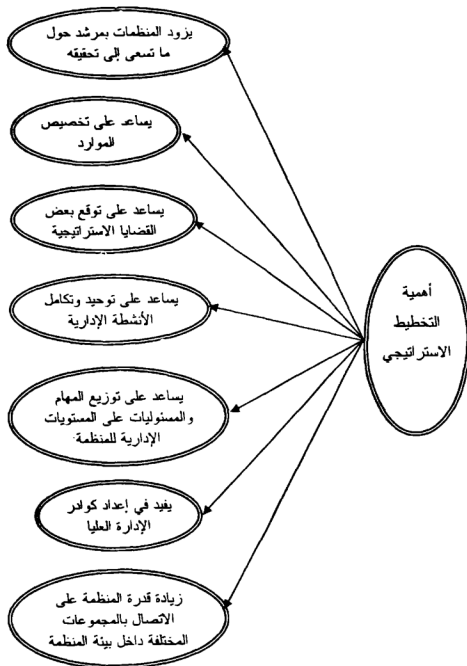 يزود المنظمات بمرشد حول
ما تسعى إلى تحقيقه
يساعد على تخصيص
الموارد
يساعد على توقع بعض
القضايا الاستراتيجية
يساعد على توحيد وتكامل
الأنشطة الإدارية
يساعد على توزيع المهام
والمسئوليات على المستويات
الإدارية للمنظمة
يفيد في إعداد كوادر
الإدارة العليا
زيادة قدرة المنظمة على
الاتصال بالمجموعات
المختلفة داخل بيئة المنظمة
أهمية
التخطيط
الاستراتيجي